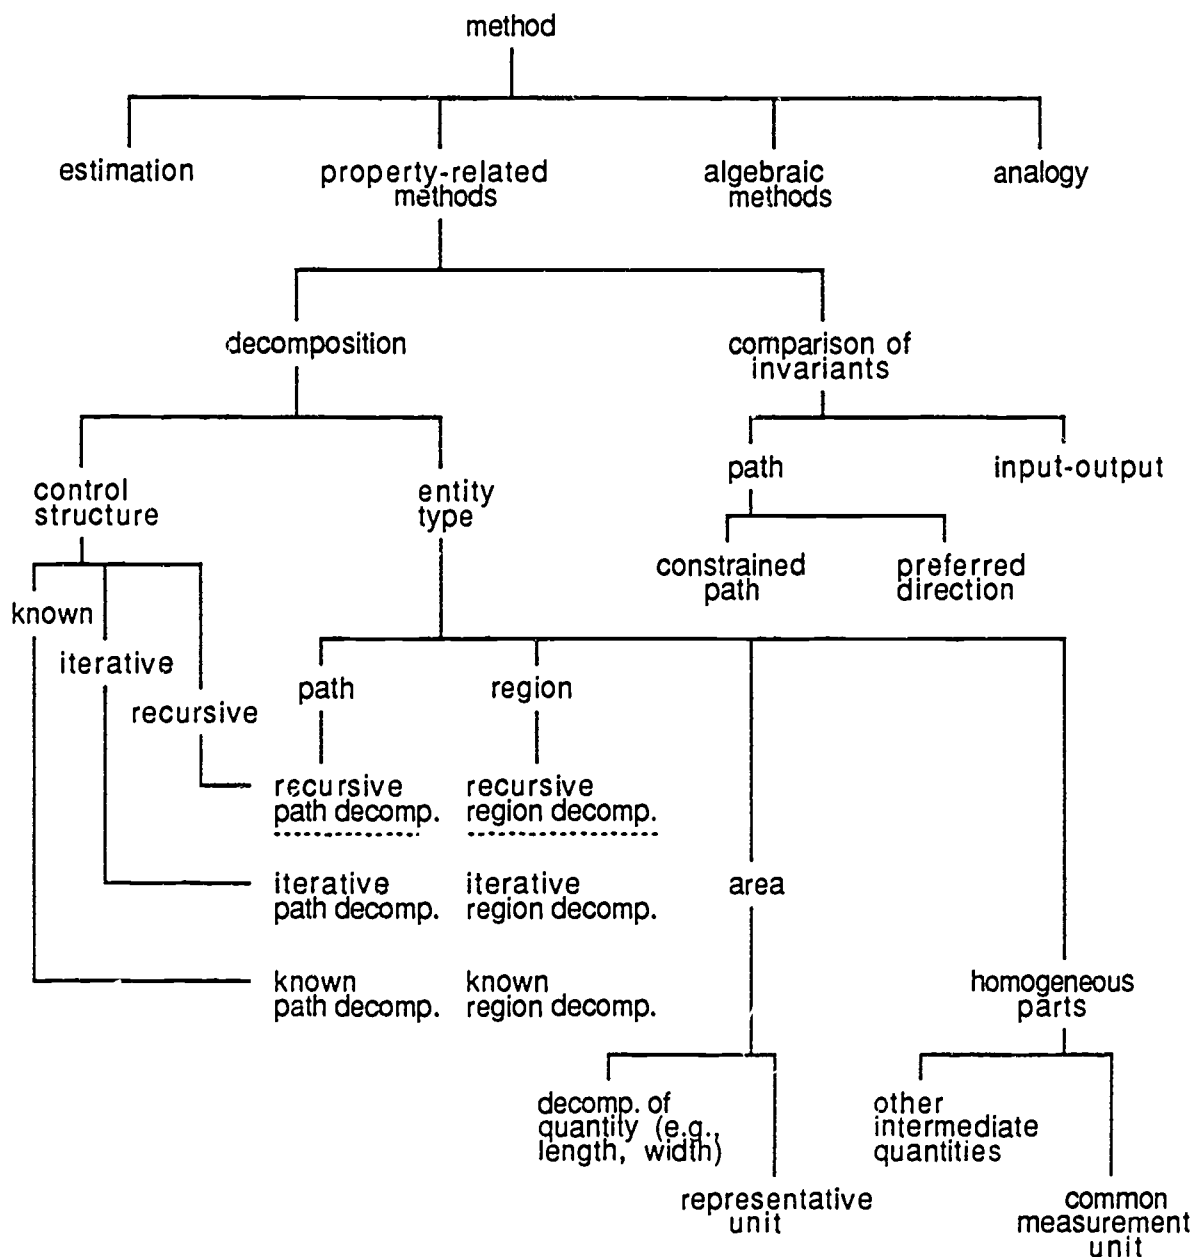 method
estimation
property-related
methods
algebraic
methods
analogy
decomposition
comparison of
invariants
control
structure
entity
type
path
input-output
constrained
path
preferred
direction
known
iterative
recursive
path
region
recursive
path decomp.
recursive
region decomp.
iterative
path decomp.
iterative
region decomp.
area
known
path decomp.
known
region decomp.
homogeneous
parts
decomp. of
quantity (e.g.,
length, width)
other
intermediate
quantities
representative
unit
common
measurement
unit